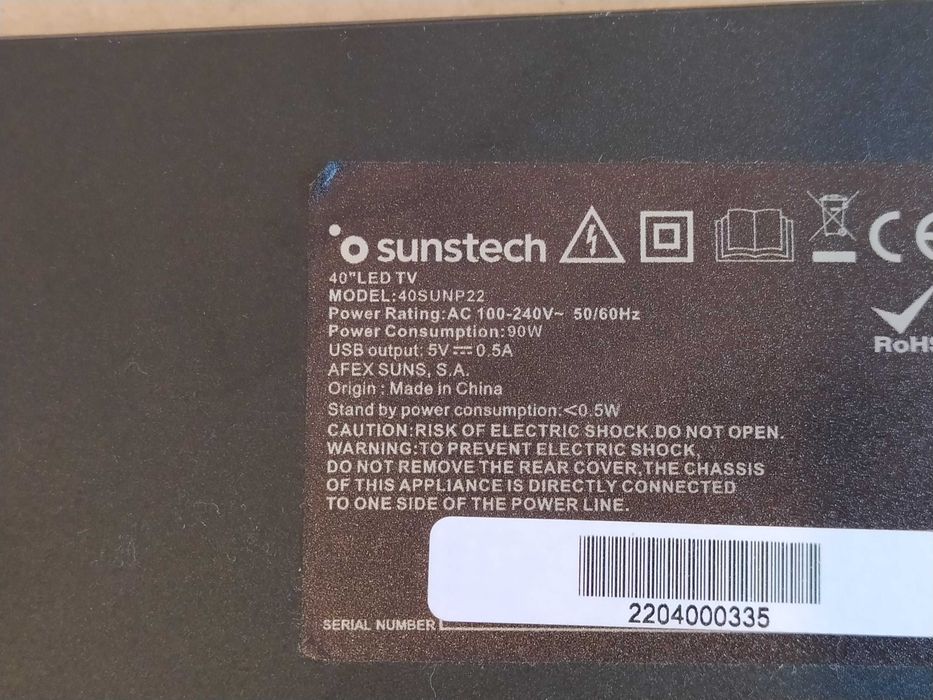 sunstech
CE
40"LED TV
MODEL:40SUNP22
Power Rating:AC 100-240V~ 50/60Hz
Power Consumption:90W
RoHS
USB output: 5V⎓0.5A
AFEX SUNS, S.A.
Origin : Made in China
Stand by power consumption:<0.5W
CAUTION:RISK OF ELECTRIC SHOCK.DO NOT OPEN.
WARNING:TO PREVENT ELECTRIC SHOCK,
DO NOT REMOVE THE REAR COVER,THE CHASSIS
OF THIS APPLIANCE IS DIRECTLY CONNECTED
TO ONE SIDE OF THE POWER LINE.
2204000335
SERIAL NUMBER